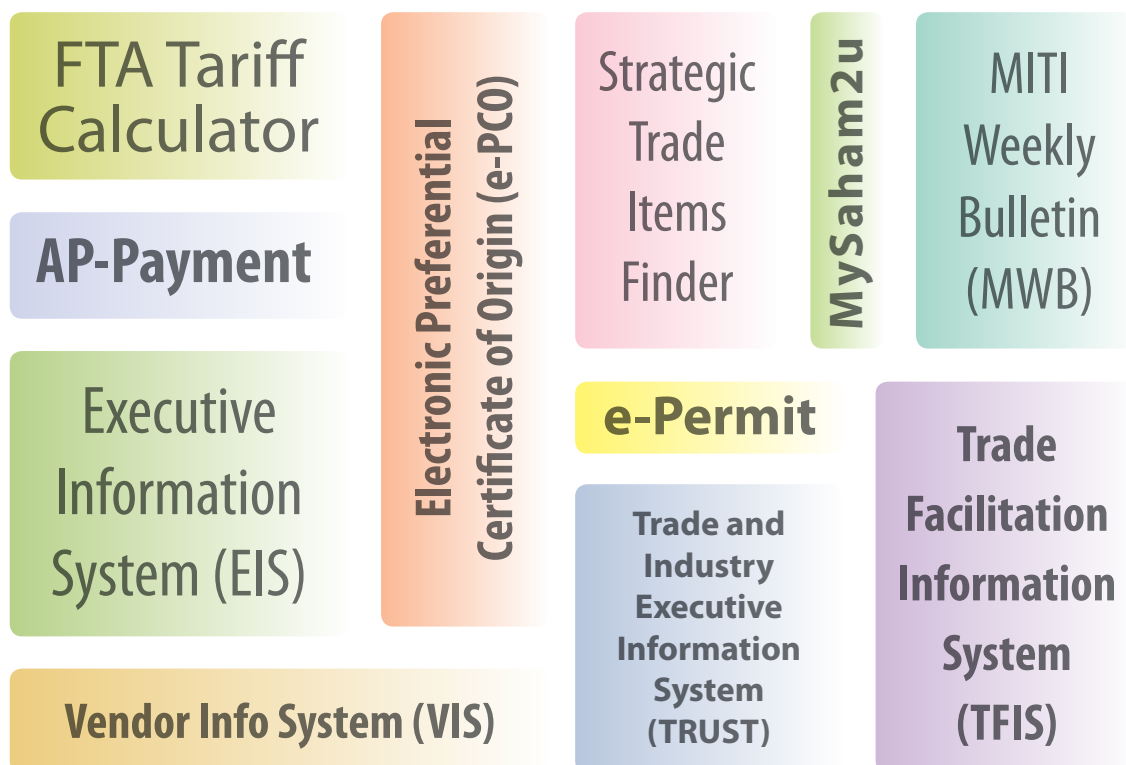 FTA Tariff
Calculator
AP-Payment
Executive
Information
System (EIS)
Vendor Info System (VIS)
Electronic Preferential
Certificate of Origin (e-PCO)
Strategic
Trade
Items
Finder
MySaham2u
MITI
Weekly
Bulletin
(MWB)
e-Permit
Trade and
Industry
Executive
Information
System
(TRUST)
Trade
Facilitation
Information
System
(TFIS)